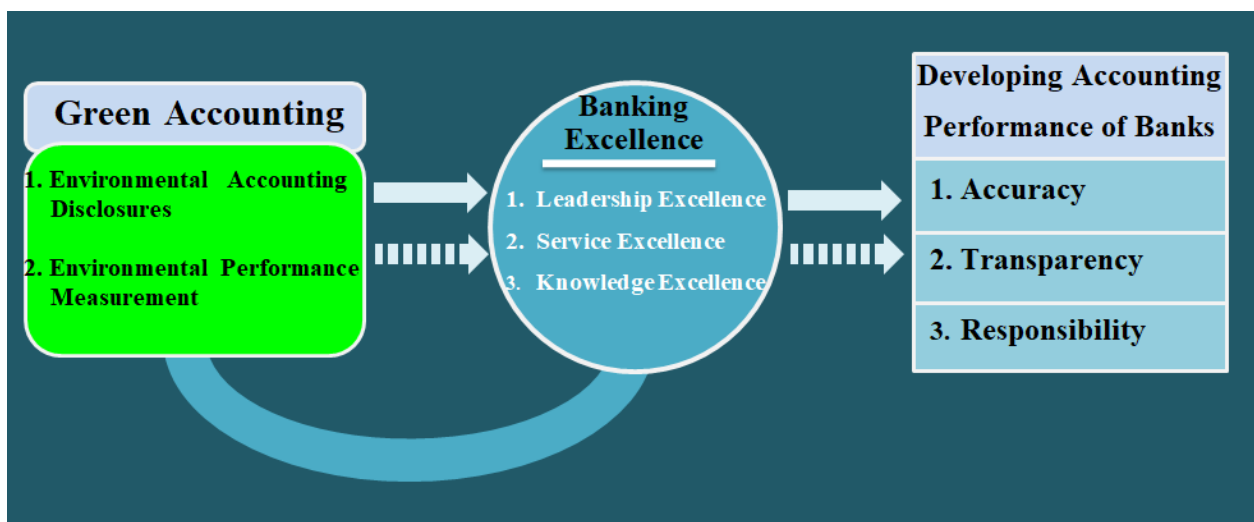 Green Accounting
1. Environmental Accounting
Disclosures
2. Environmental Performance
Measurement
Banking
Excellence
1. Leadership Excellence
2. Service Excellence
3. Knowledge Excellence
Developing Accounting
Performance of Banks
1. Accuracy
2. Transparency
3. Responsibility